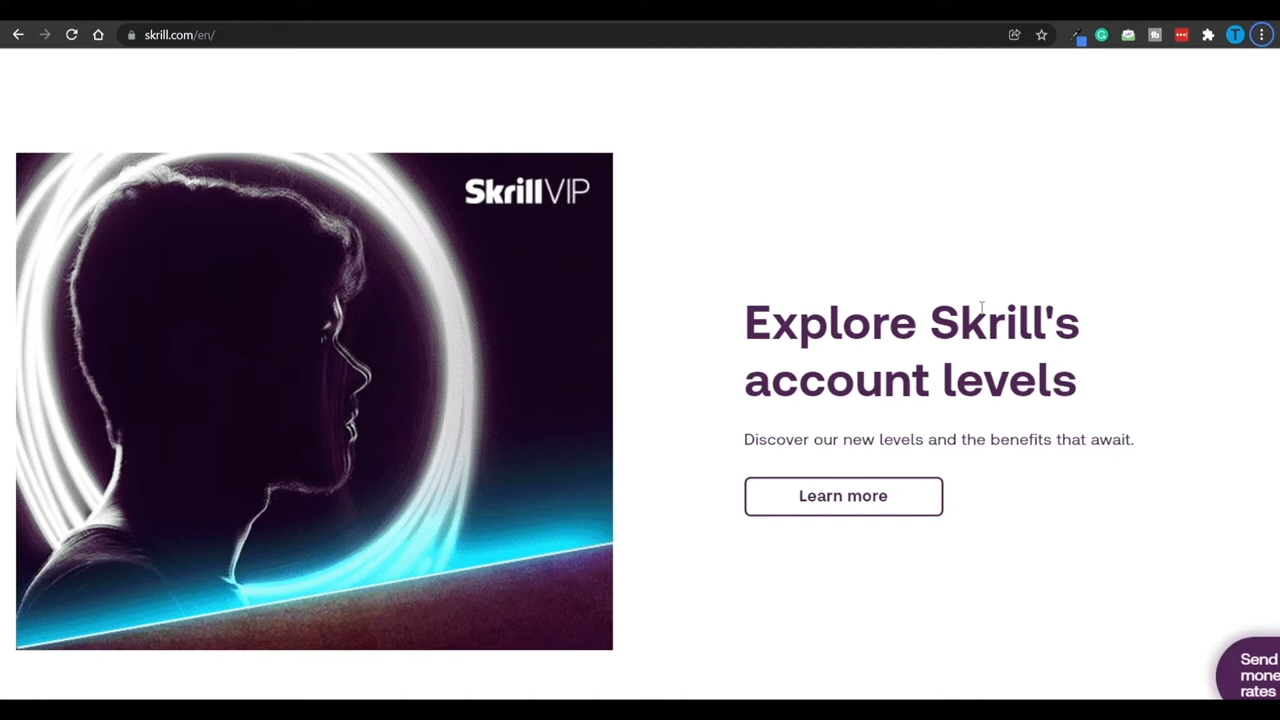 skrill.com/en/
T
SkrillVIP
Explore Skrill's
account levels
Discover our new levels and the benefits that await.
Learn more
Send
mone
rates